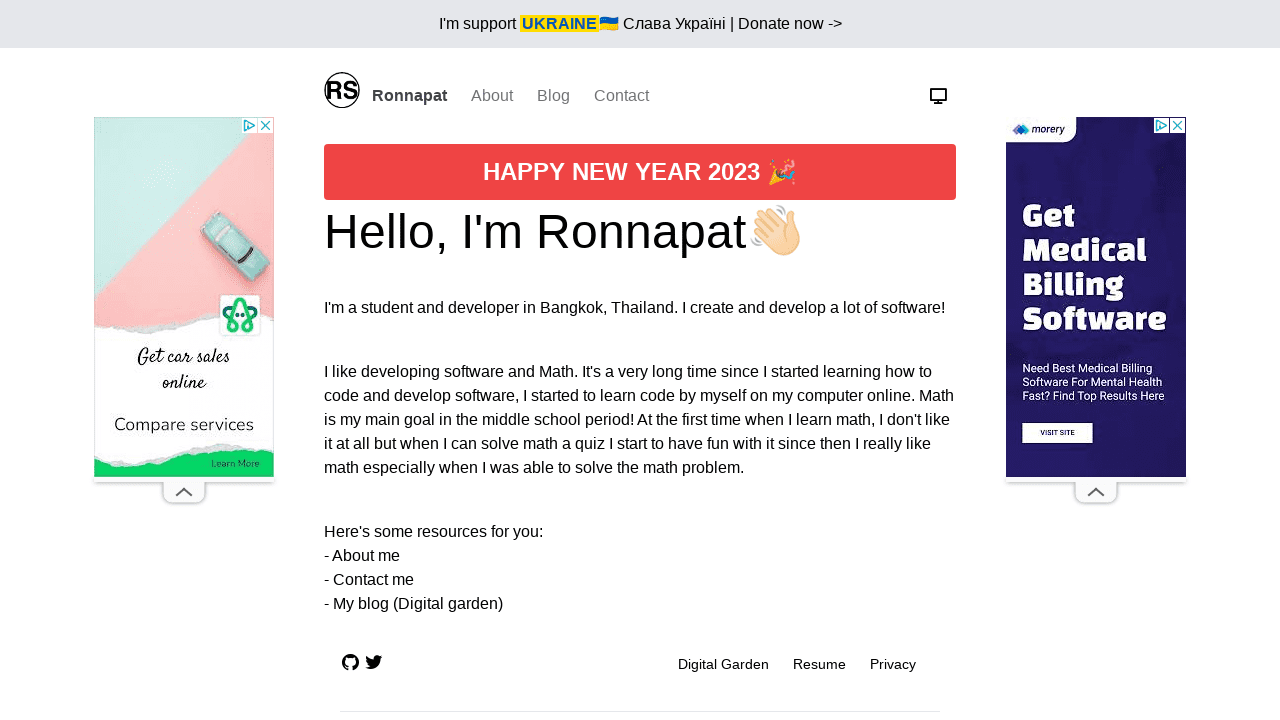 I'm support UKRAINE🇺🇦 Слава Україні | Donate now ->
RS Ronnapat About Blog Contact
HAPPY NEW YEAR 2023 🎉
Hello, I'm Ronnapat👋🏻
I'm a student and developer in Bangkok, Thailand. I create and develop a lot of software!
I like developing software and Math. It's a very long time since I started learning how to
code and develop software, I started to learn code by myself on my computer online. Math
is my main goal in the middle school period! At the first time when I learn math, I don't like
it at all but when I can solve math a quiz I start to have fun with it since then I really like
math especially when I was able to solve the math problem.
Here's some resources for you:
- About me
- Contact me
- My blog (Digital garden)
Digital Garden Resume Privacy
Get car sales
online
Compare services
Learn More
morery
Get
Medical
Billing
Software
Need Best Medical Billing
Software For Mental Health
Fast? Find Top Results Here
VISIT SITE